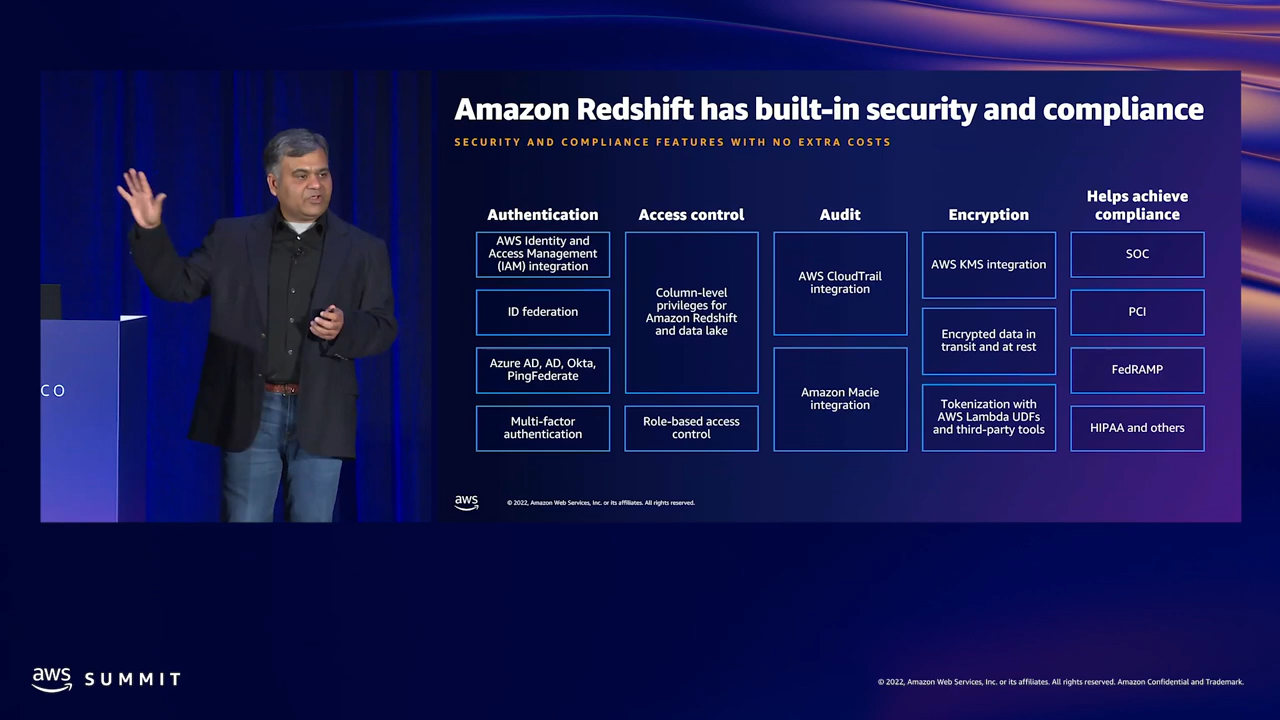 Amazon Redshift has built-in security and compliance
SECURITY AND COMPLIANCE FEATURES WITH NO EXTRA COSTS
Authentication
AWS Identity and
Access Management
(IAM) integration
ID federation
Azure AD, AD, Okta,
PingFederate
Multi-factor
authentication
Access control
Column-level
privileges for
Amazon Redshift
and data lake
Role-based access
control
Audit
AWS CloudTrail
integration
Amazon Macie
integration
Encryption
AWS KMS integration
Encrypted data in
transit and at rest
Tokenization with
AWS Lambda UDFs
and third-party tools
Helps achieve
compliance
SOC
PCI
FedRAMP
HIPAA and others
CO
aws
© 2022, Amazon Web Services, Inc. or its affiliates. All rights reserved.
aws SUMMIT
© 2022, Amazon Web Services, Inc. or its affiliates. All rights reserved. Amazon Confidential and Trademark.